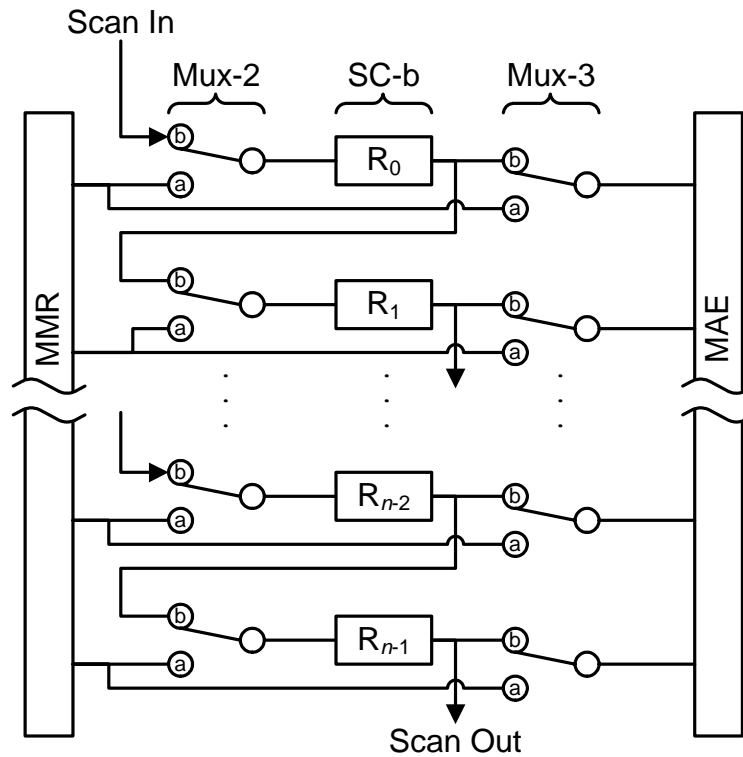 Scan In
Mux-2 SC-b Mux-3
b R0 b
a a
b R1 b
a a
MMR MAE
. . .
. . .
. . .
b Rn-2 b
a a
b Rn-1 b
a a
Scan Out